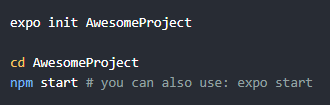 expo init AwesomeProject
cd AwesomeProject
npm start # you can also use: expo start